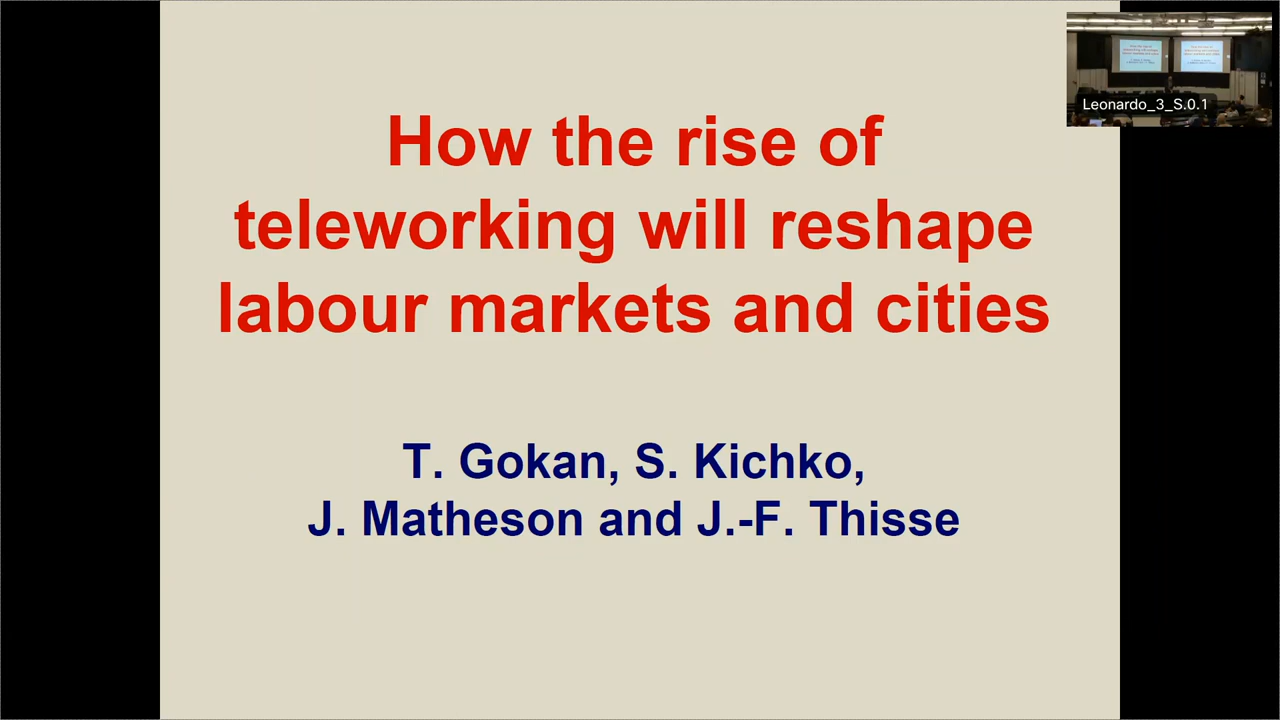 How the rise of
teleworking will reshape
labour markets and cities
T. Gokan, S. Kichko,
J. Matheson and J.-F. Thisse
Leonardo_3_S.0.1